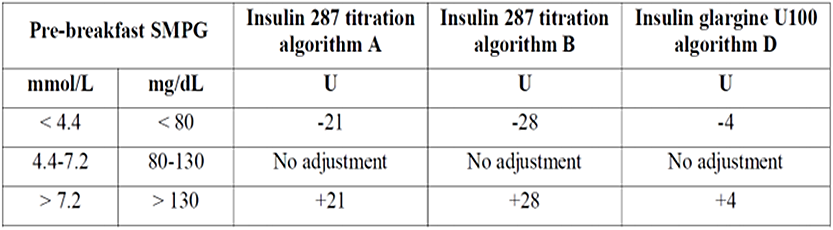 Pre-breakfast SMPG Insulin 287 titration algorithm A Insulin 287 titration algorithm B Insulin glargine U100 algorithm D
mmol/L mg/dL U U U
< 4.4 < 80 -21 -28 -4
4.4-7.2 80-130 No adjustment No adjustment No adjustment
> 7.2 > 130 +21 +28 +4